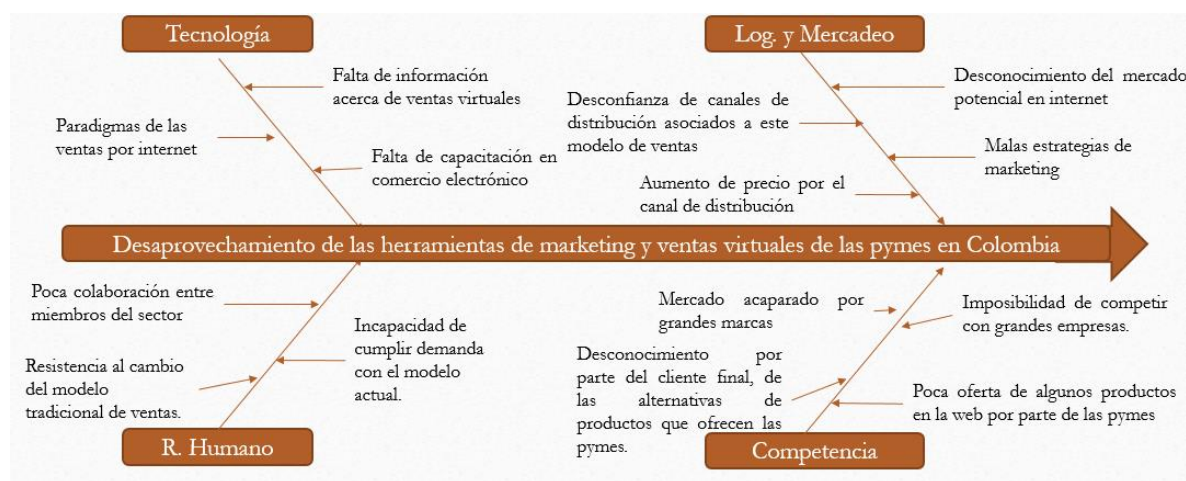 Tecnología
Falta de información
acerca de ventas virtuales
Paradigmas de las
ventas por internet
Falta de capacitación en
comercio electrónico
Log. y Mercadeo
Desconocimiento del mercado
potencial en internet
Desconfianza de canales de
distribución asociados a este
modelo de ventas
Malas estrategias de
marketing
Aumento de precio por el
canal de distribución
Desaprovechamiento de las herramientas de marketing y ventas virtuales de las pymes en Colombia
Poca colaboración entre
miembros del sector
Incapacidad de
cumplir demanda
con el modelo
actual.
Resistencia al cambio
del modelo
tradicional de ventas.
R. Humano
Mercado acaparado por
grandes marcas
Imposibilidad de competir
con grandes empresas.
Desconocimiento por
parte del cliente final, de
las alternativas de
productos que ofrecen las
pymes.
Poca oferta de algunos productos
en la web por parte de las pymes
Competencia